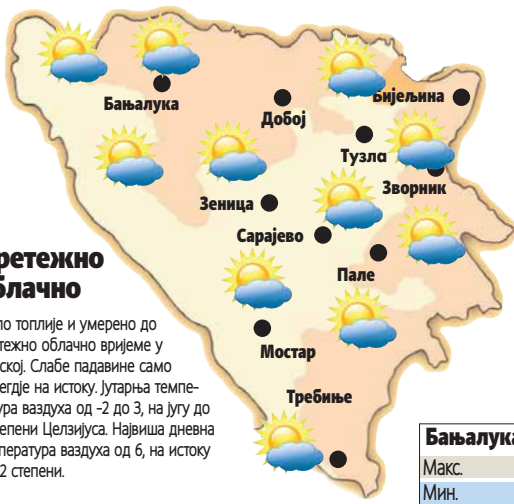 Бањалука
Добој
Бијељина
Тузла
Зворник
Зеница
Сарајево
Пале
Мостар
Требиње
ретежно
блачно
ло топлије и умерено до
тежно облачно вријеме у
ској. Слабе падавине само
егдје на истоку. Јутарња темпе-
ура ваздуха од -2 до 3, на југу до
епени Целзијуса. Највиша дневна
пература ваздуха од 6, на истоку
2 степени.
Бањалука
Макс.
Мин.